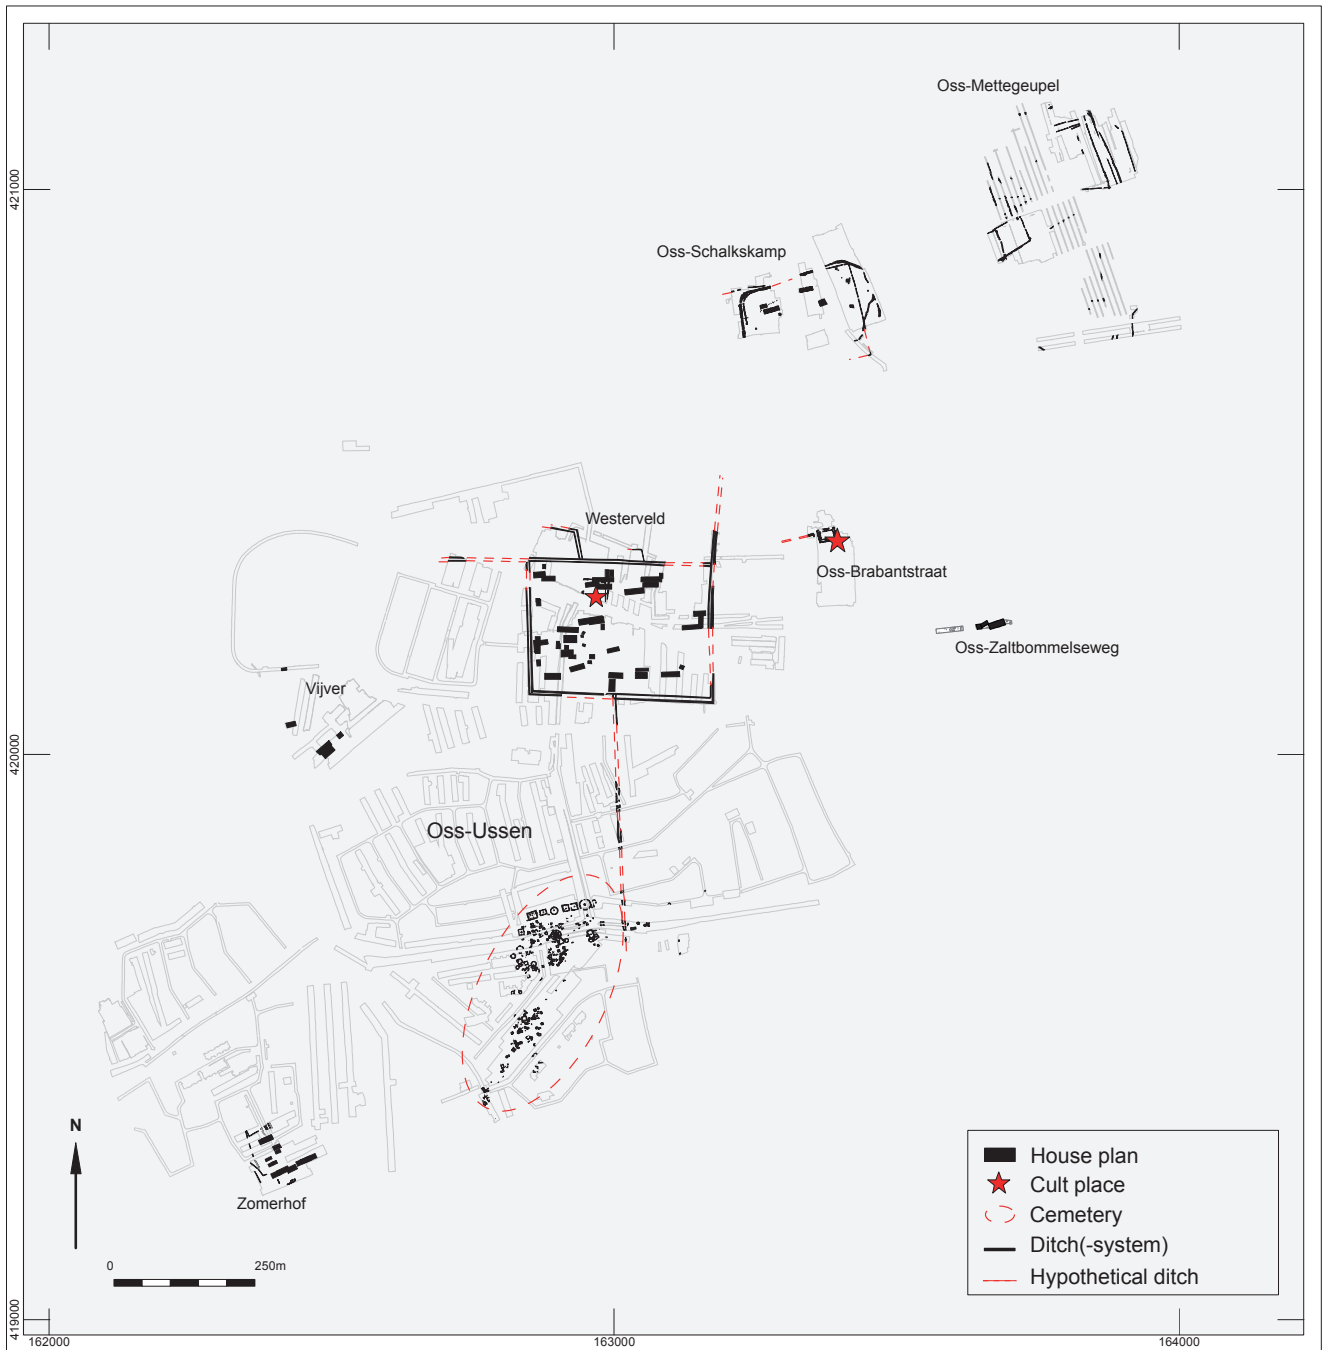 Oss-Mettegeupel
421000
Oss-Schalkskamp
Westerveld
Oss-Brabantstraat
Oss-Zaltbommelseweg
Vijver
420000
Oss-Ussen
N
Zomerhof
0 250m
House plan
Cult place
Cemetery
Ditch(-system)
Hypothetical ditch
419000
162000 163000 164000